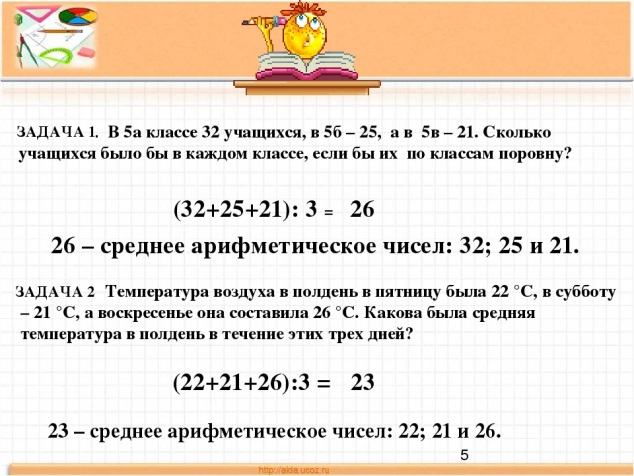 ЗАДАЧА 1. В 5а классе 32 учащихся, в 5б – 25, а в 5в – 21. Сколько
учащихся было бы в каждом классе, если бы их по классам поровну?
(32+25+21): 3 = 26
26 – среднее арифметическое чисел: 32; 25 и 21.
ЗАДАЧА 2 Температура воздуха в полдень в пятницу была 22 °С, в субботу
– 21 °С, а воскресенье она составила 26 °С. Какова была средняя
температура в полдень в течение этих трех дней?
(22+21+26):3 = 23
23 – среднее арифметическое чисел: 22; 21 и 26.
5
http://aida.ucoz.ru